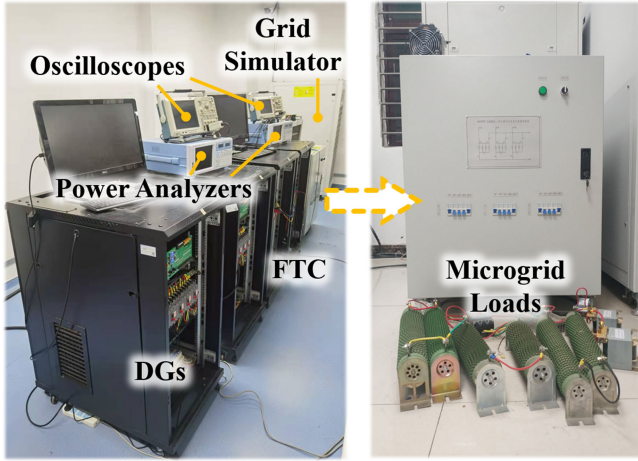 Grid
Simulator
Oscilloscopes
Power Analyzers
FTC
DGs
Microgrid
Loads